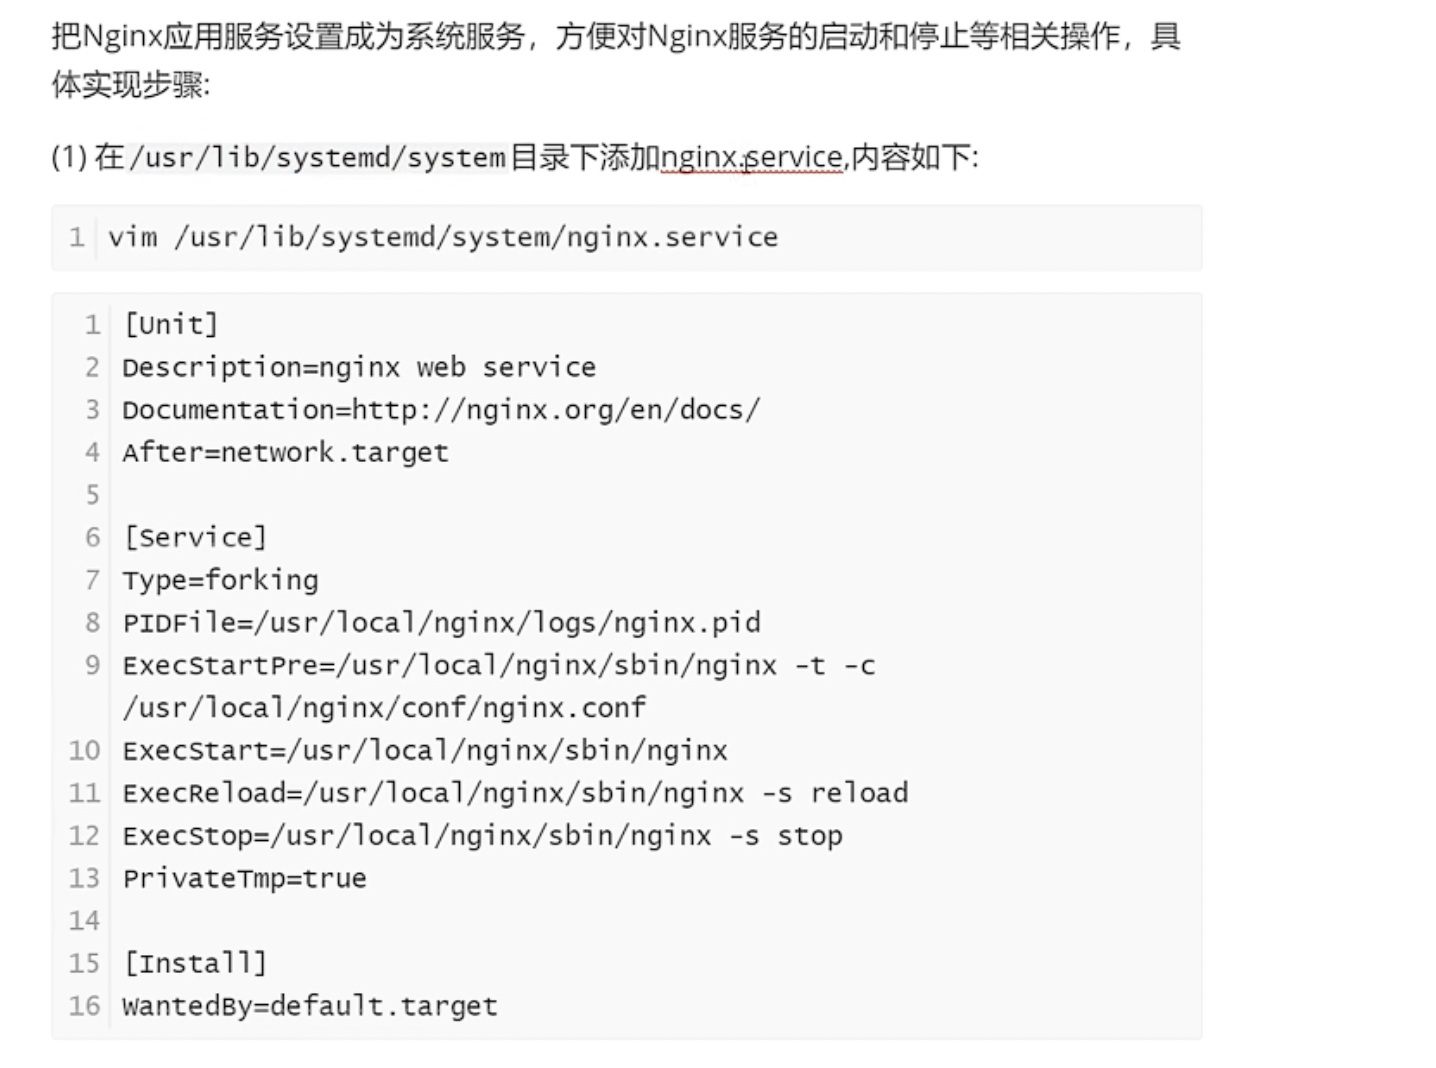 把Nginx应用服务设置成为系统服务，方便对Nginx服务的启动和停止等相关操作，具
体实现步骤:
(1) 在/usr/lib/systemd/system目录下添加nginx.service,内容如下:
1 vim /usr/lib/systemd/system/nginx.service
1 [Unit]
2 Description=nginx web service
3 Documentation=http://nginx.org/en/docs/
4 After=network.target
5
6 [Service]
7 Type=forking
8 PIDFile=/usr/local/nginx/logs/nginx.pid
9 ExecStartPre=/usr/local/nginx/sbin/nginx -t -c
/usr/local/nginx/conf/nginx.conf
10 ExecStart=/usr/local/nginx/sbin/nginx
11 ExecReload=/usr/local/nginx/sbin/nginx -s reload
12 ExecStop=/usr/local/nginx/sbin/nginx -s stop
13 PrivateTmp=true
14
15 [Install]
16 WantedBy=default.target